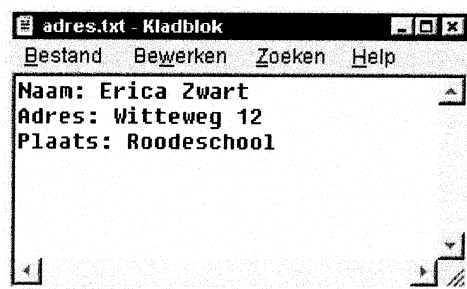 adres.txt - Kladblok
Bestand Bewerken Zoeken Help
Naam: Erica Zwart
Adres: Witteweg 12
Plaats: Roodeschool